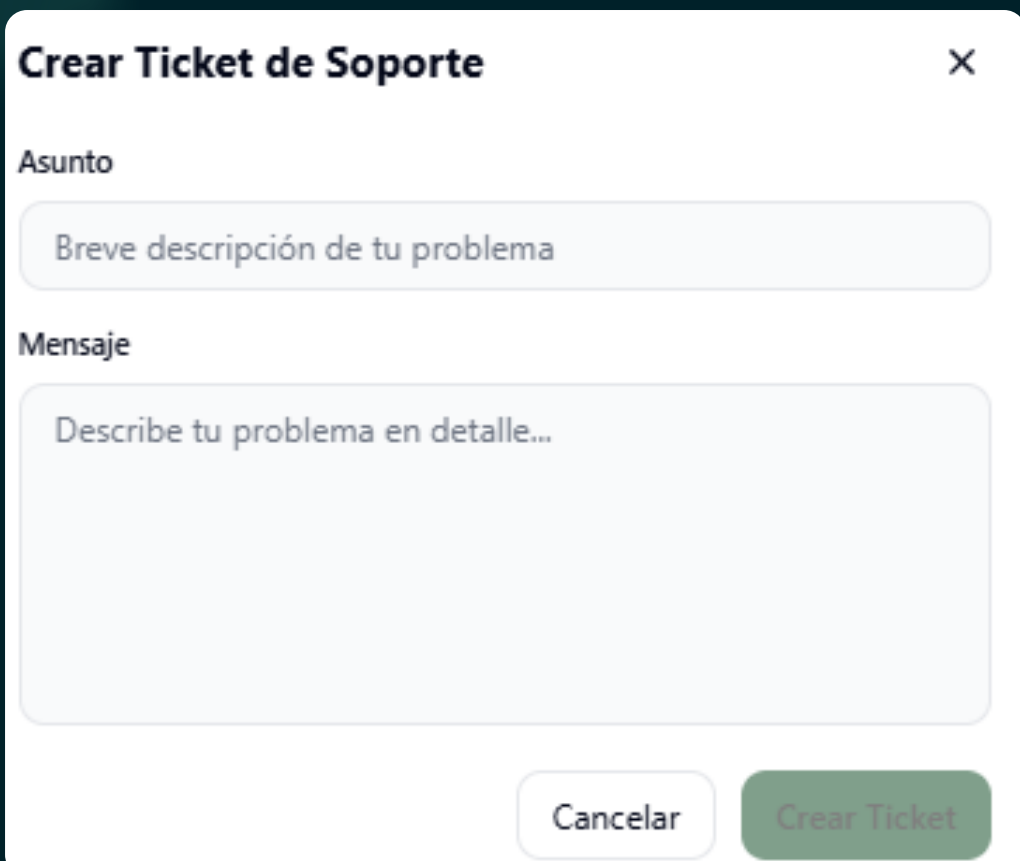 Crear Ticket de Soporte
Asunto
Breve descripción de tu problema
Mensaje
Describe tu problema en detalle...
Cancelar
Crear Ticket